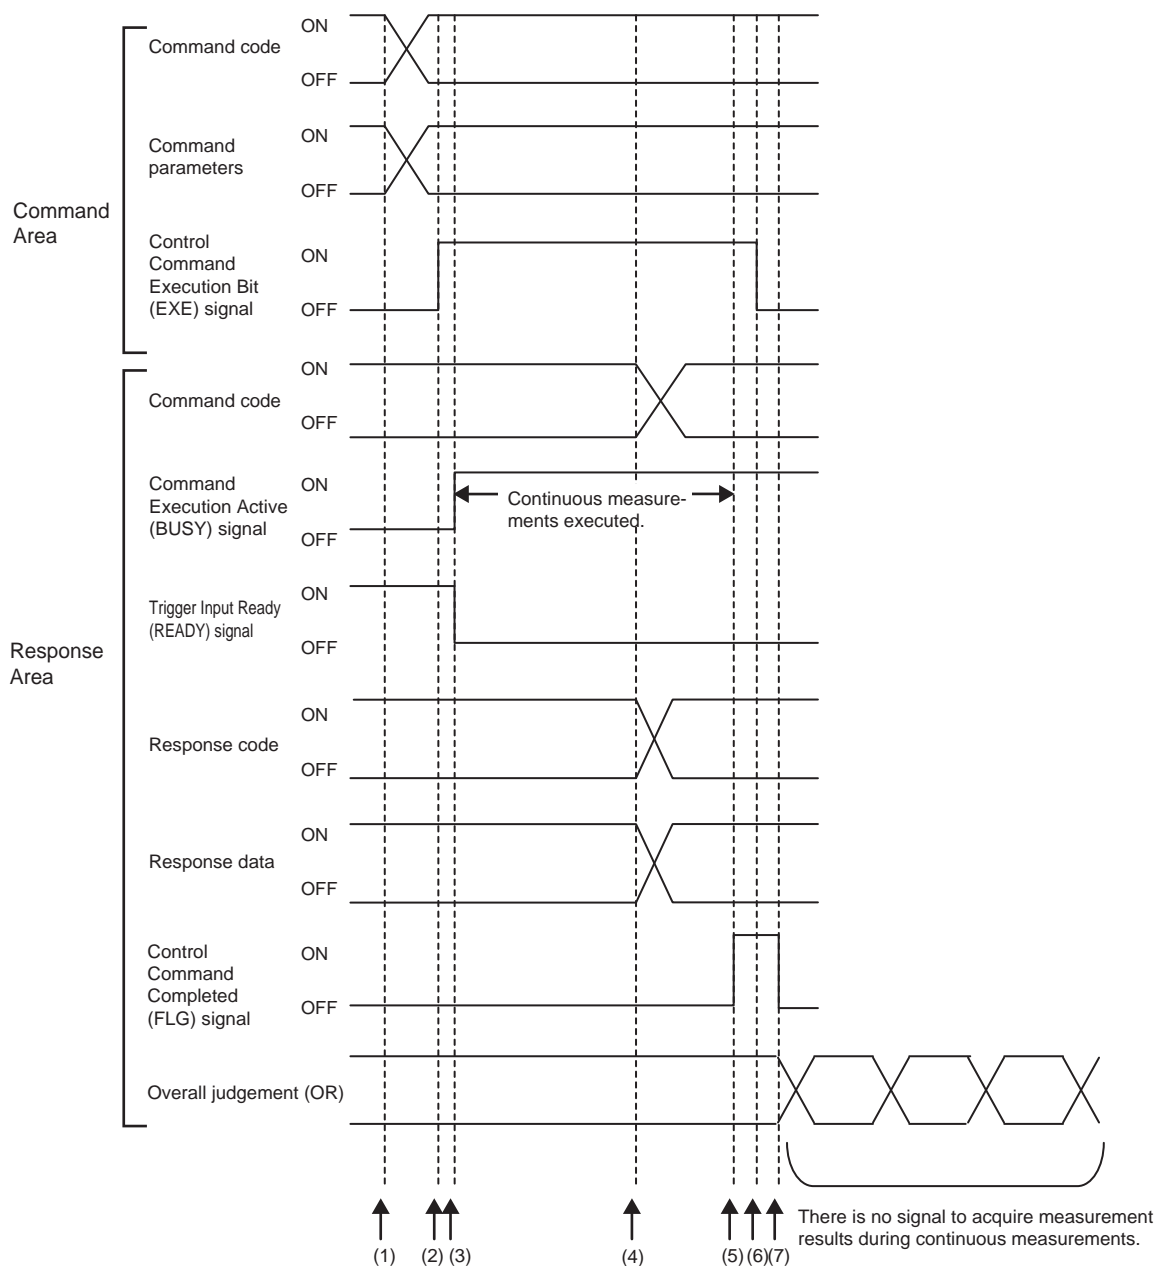 Command
Area
Command code
ON
OFF
Command
parameters
ON
OFF
Control
Command
Execution Bit
(EXE) signal
ON
OFF
Response
Area
Command code
ON
OFF
Command
Execution Active
(BUSY) signal
ON
OFF
Continuous measure-
ments executed.
Trigger Input Ready
(READY) signal
ON
OFF
Response code
ON
OFF
Response data
ON
OFF
Control
Command
Completed
(FLG) signal
ON
OFF
Overall judgement (OR)
(1) (2) (3) (4) (5) (6) (7)
There is no signal to acquire measurement
results during continuous measurements.